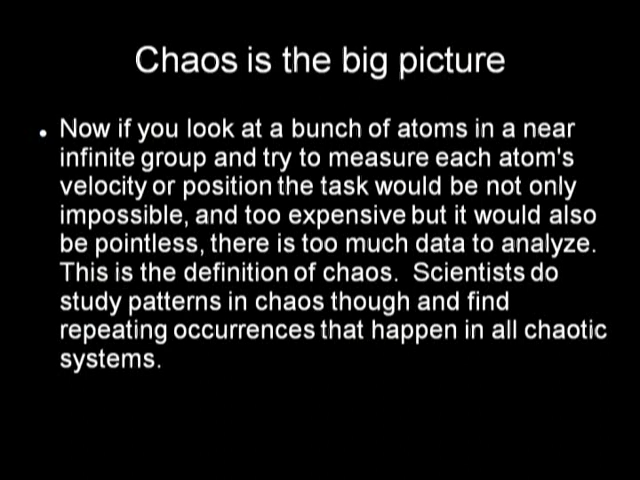 Chaos is the big picture
• Now if you look at a bunch of atoms in a near
infinite group and try to measure each atom's
velocity or position the task would be not only
impossible, and too expensive but it would also
be pointless, there is too much data to analyze.
This is the definition of chaos.  Scientists do
study patterns in chaos though and find
repeating occurrences that happen in all chaotic
systems.